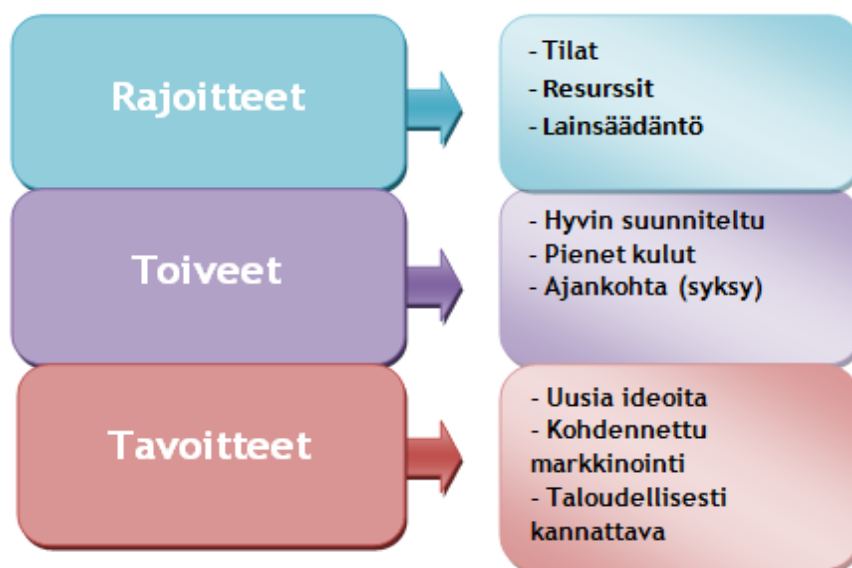 Rajoitteet
- Tilat
- Resurssit
- Lainsäädäntö
Toiveet
- Hyvin suunniteltu
- Pienet kulut
- Ajankohta (syksy)
Tavoitteet
- Uusia ideoita
- Kohdennettu
markkinointi
- Taloudellisesti
kannattava